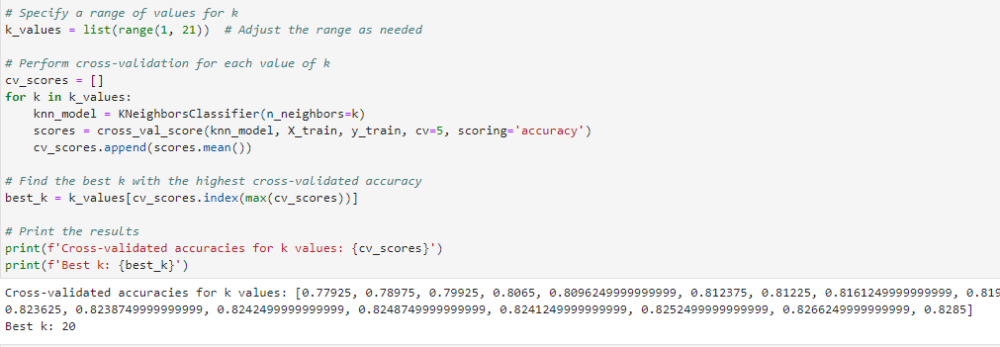 # Specify a range of values for k
k_values = list(range(1, 21))  # Adjust the range as needed
# Perform cross-validation for each value of k
cv_scores = []
for k in k_values:
    knn_model = KNeighborsClassifier(n_neighbors=k)
    scores = cross_val_score(knn_model, X_train, y_train, cv=5, scoring='accuracy')
    cv_scores.append(scores.mean())
# Find the best k with the highest cross-validated accuracy
best_k = k_values[cv_scores.index(max(cv_scores))]
# Print the results
print(f'Cross-validated accuracies for k values: {cv_scores}')
print(f'Best k: {best_k}')
Cross-validated accuracies for k values: [0.77925, 0.78975, 0.79925, 0.8065, 0.8096249999999999, 0.812375, 0.81225, 0.8161249999999999, 0.819
0.823625, 0.8238749999999999, 0.8242499999999999, 0.8248749999999999, 0.8241249999999999, 0.8252499999999999, 0.8266249999999999, 0.8285]
Best k: 20